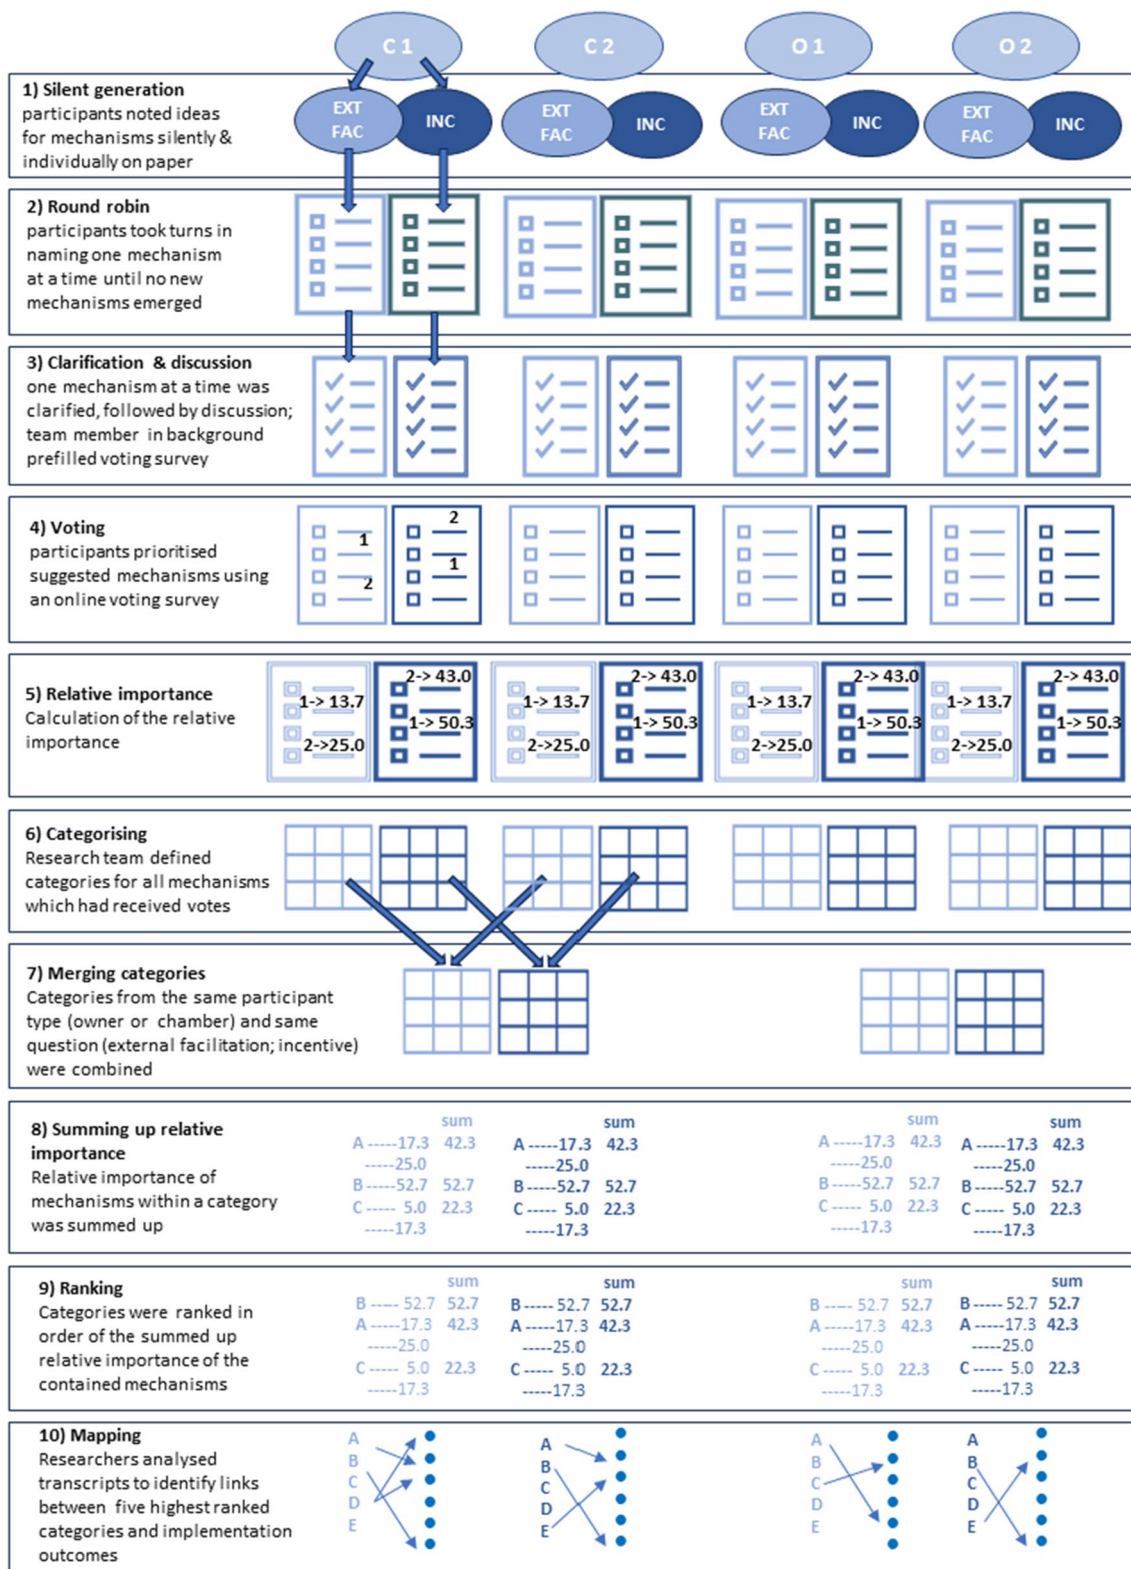 C 1 C 2 O 1 O 2
1) Silent generation
participants noted ideas
for mechanisms silently &
individually on paper
EXT
FAC
INC
EXT
FAC
INC
EXT
FAC
INC
EXT
FAC
INC
2) Round robin
participants took turns in
naming one mechanism
at a time until no new
mechanisms emerged
3) Clarification & discussion
one mechanism at a time was
clarified, followed by discussion;
team member in background
prefilled voting survey
4) Voting
participants prioritised
suggested mechanisms using
an online voting survey
1
2
2
1
5) Relative importance
Calculation of the relative
importance
1-> 13.7
2->25.0
2-> 43.0
1-> 50.3
1-> 13.7
2->25.0
2-> 43.0
1-> 50.3
1-> 13.7
2->25.0
2-> 43.0
1-> 50.3
1-> 13.7
2->25.0
2-> 43.0
1-> 50.3
6) Categorising
Research team defined
categories for all mechanisms
which had received votes
7) Merging categories
Categories from the same participant
type (owner or chamber) and same
question (external facilitation; incentive)
were combined
8) Summing up relative
importance
Relative importance of
mechanisms within a category
was summed up
sum
A -----17.3 42.3
-----25.0
B -----52.7 52.7
C ----- 5.0 22.3
-----17.3
sum
A -----17.3 42.3
-----25.0
B -----52.7 52.7
C ----- 5.0 22.3
-----17.3
sum
A -----17.3 42.3
-----25.0
B -----52.7 52.7
C ----- 5.0 22.3
-----17.3
sum
A -----17.3 42.3
-----25.0
B -----52.7 52.7
C ----- 5.0 22.3
-----17.3
9) Ranking
Categories were ranked in
order of the summed up
relative importance of the
contained mechanisms
sum
B ----- 52.7 52.7
A -----17.3 42.3
-----25.0
C ----- 5.0 22.3
-----17.3
sum
B ----- 52.7 52.7
A -----17.3 42.3
-----25.0
C ----- 5.0 22.3
-----17.3
sum
B ----- 52.7 52.7
A -----17.3 42.3
-----25.0
C ----- 5.0 22.3
-----17.3
sum
B ----- 52.7 52.7
A -----17.3 42.3
-----25.0
C ----- 5.0 22.3
-----17.3
10) Mapping
Researchers analysed
transcripts to identify links
between five highest ranked
categories and implementation
outcomes
A
B
C
D
E
A
B
C
D
E
A
B
C
D
E
A
B
C
D
E